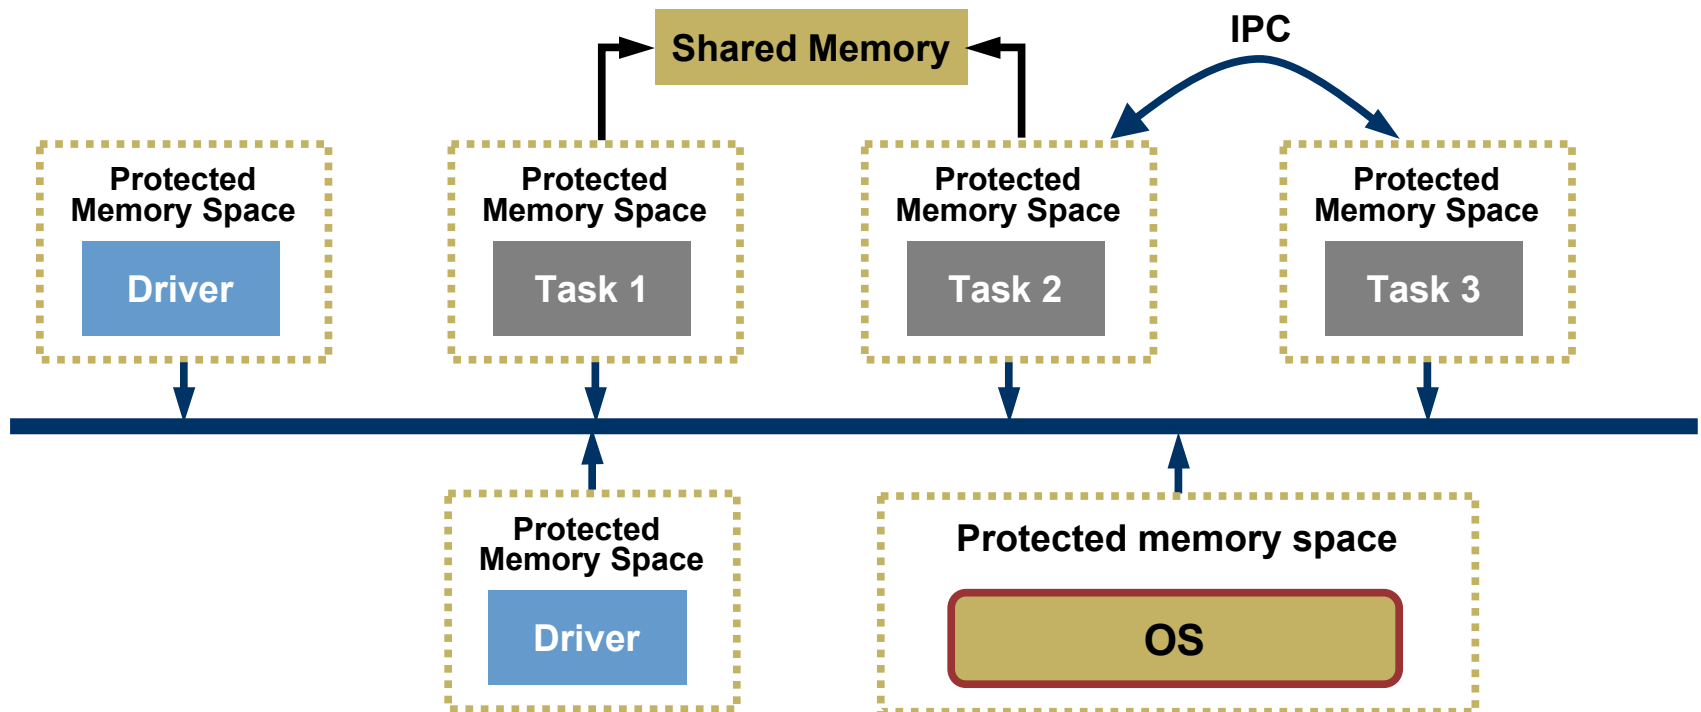 Shared Memory
IPC
Protected
Memory Space
Driver
Protected
Memory Space
Task 1
Protected
Memory Space
Task 2
Protected
Memory Space
Task 3
Protected
Memory Space
Driver
Protected memory space
OS